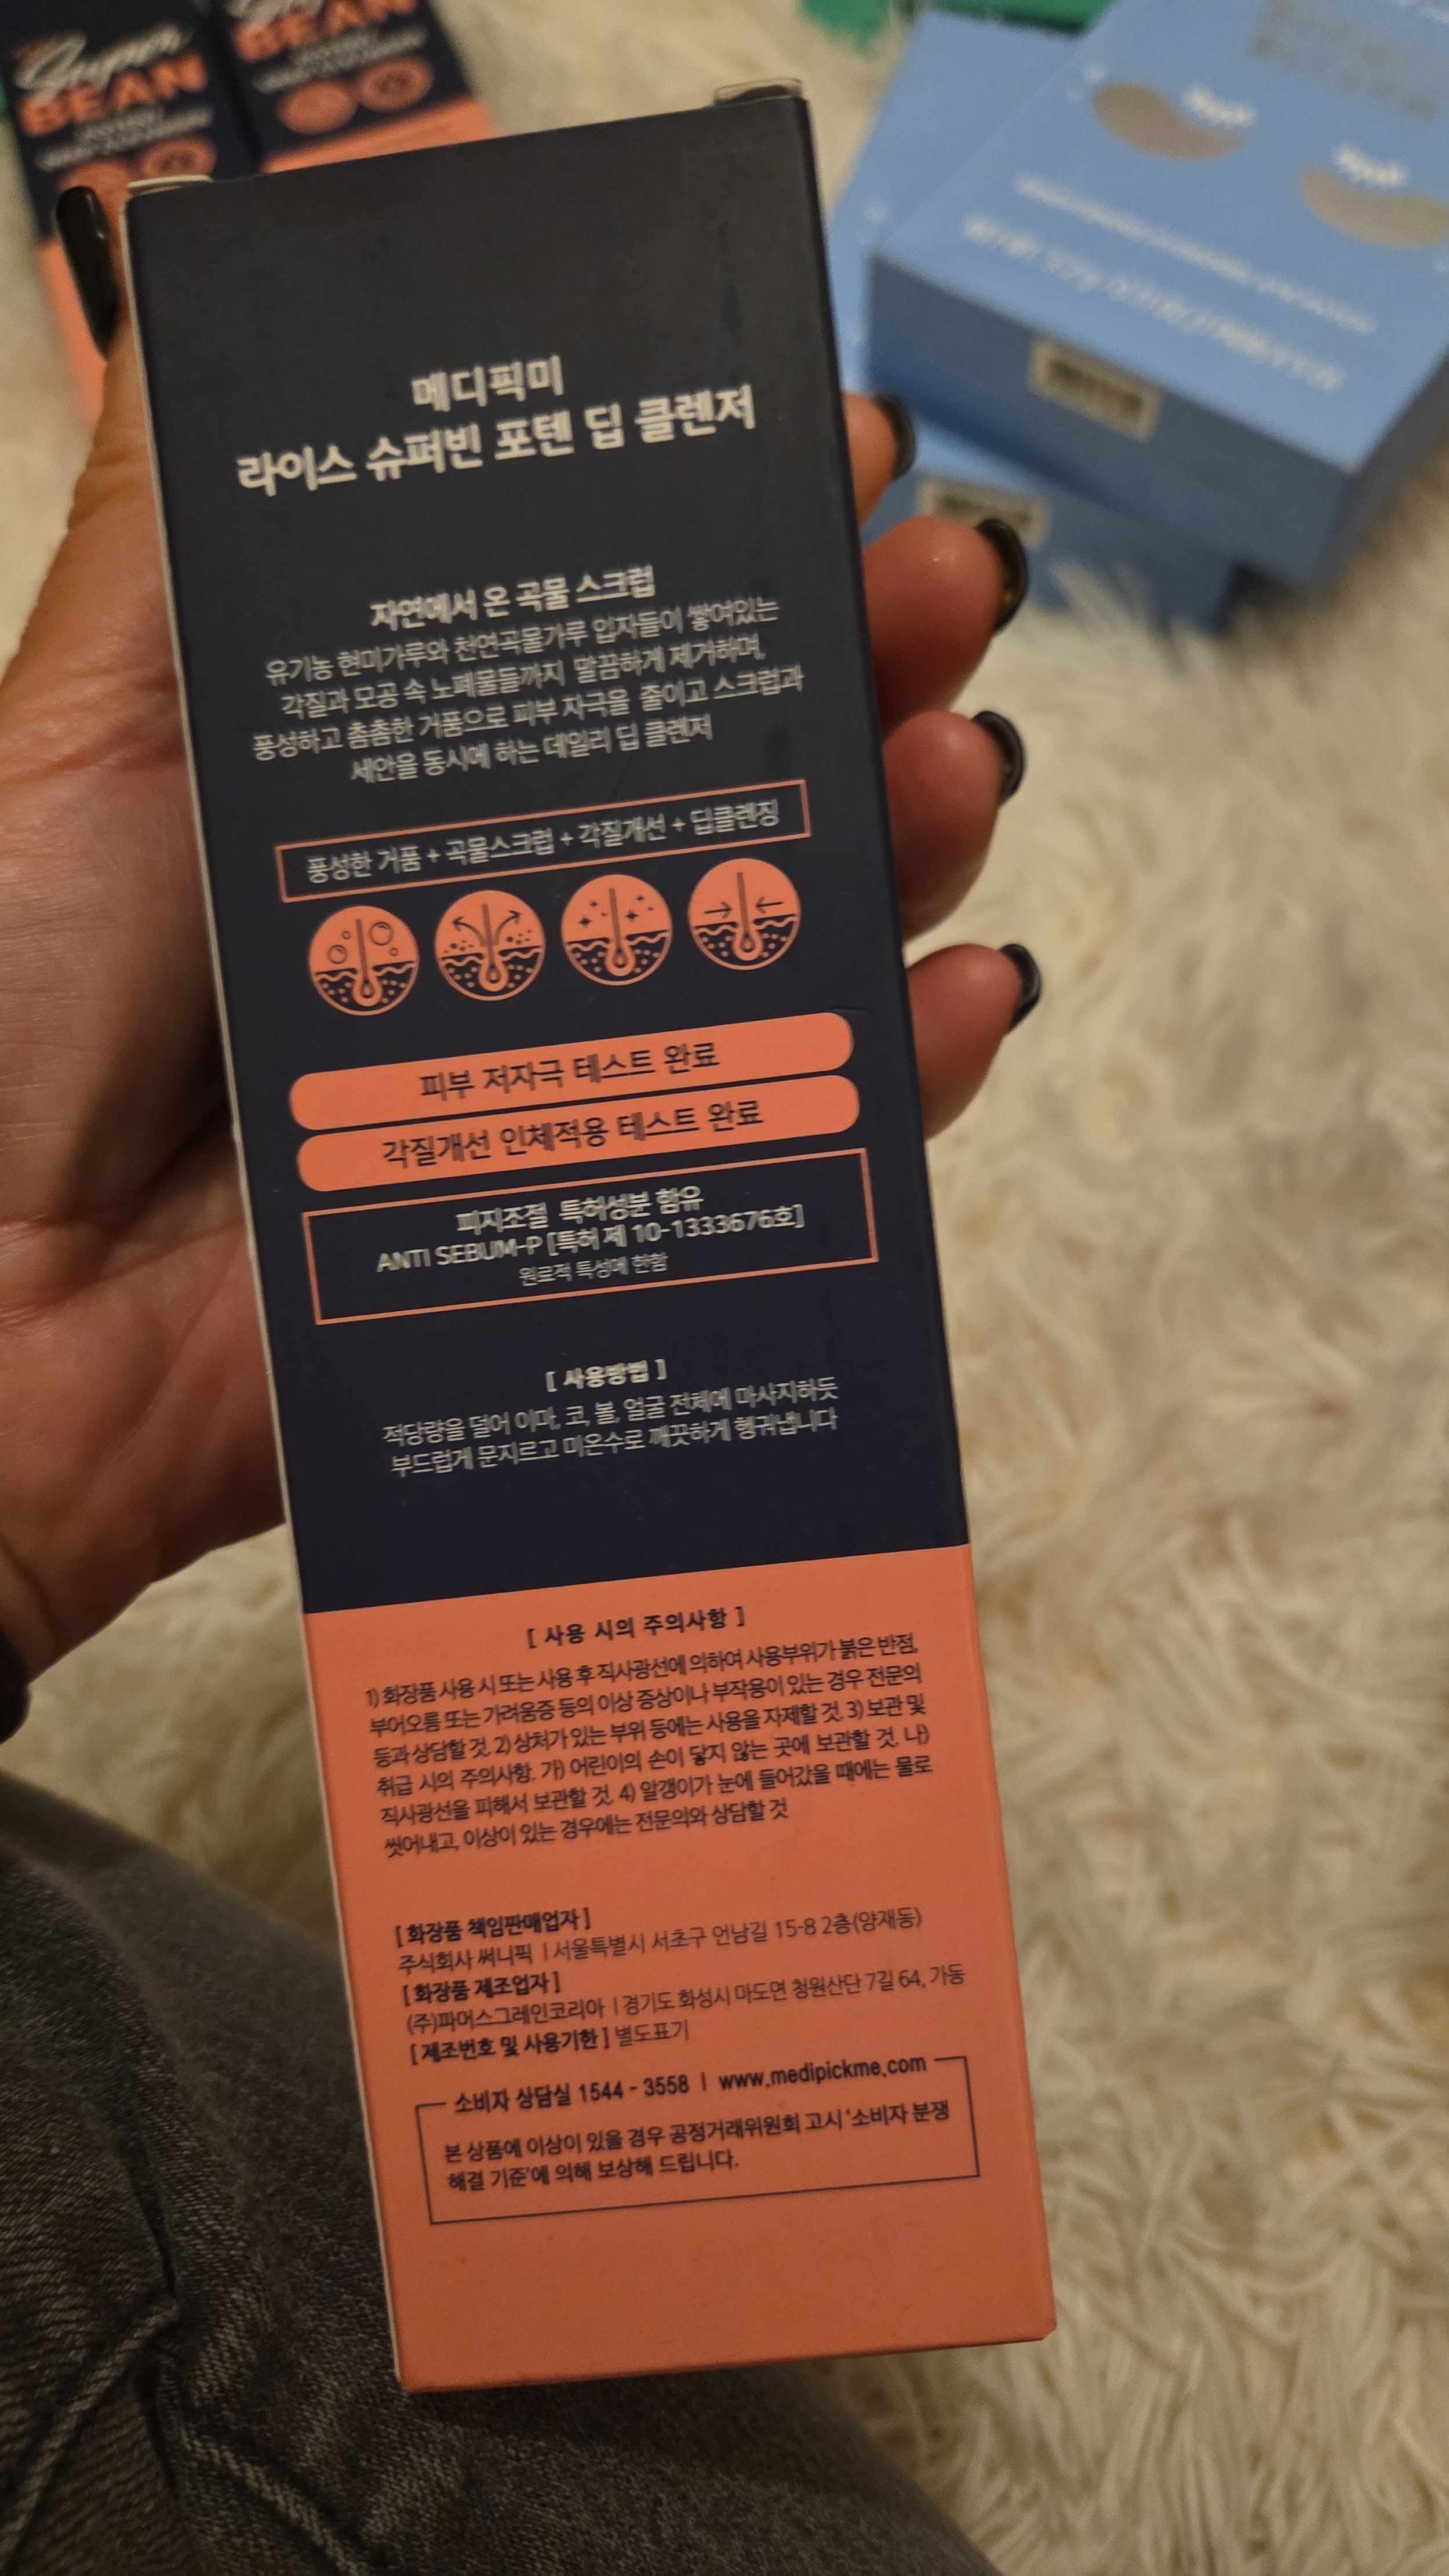 Super
BEAN
BEAN
메디픽미
라이스 슈퍼빈 포텐 딥 클렌저
자연에서 온 곡물 스크럽
유기농 현미가루와 천연곡물가루 입자들이 쌓여있는
각질과 모공 속 노폐물들까지 말끔하게 제거하며,
풍성하고 촘촘한 거품으로 피부 자극을 줄이고 스크럽과
세안을 동시에 하는 데일리 딥 클렌저
풍성한 거품 + 곡물스크럽 + 각질개선 + 딥클렌징
피부 저자극 테스트 완료
각질개선 인체적용 테스트 완료
피지조절 특허성분 함유
ANTI SEBUM-P [특허 제 10-1333676호]
원료적 특성에 한함
[ 사용방법 ]
적당량을 덜어 이마, 코, 볼, 얼굴 전체에 마사지하듯
부드럽게 문지르고 미온수로 깨끗하게 헹궈냅니다
[ 사용 시의 주의사항 ]
1) 화장품 사용 시 또는 사용 후 직사광선에 의하여 사용부위가 붉은 반점,
부어오름 또는 가려움증 등의 이상 증상이나 부작용이 있는 경우 전문의
등과 상담할 것. 2) 상처가 있는 부위 등에는 사용을 자제할 것. 3) 보관 및
취급 시의 주의사항. 가) 어린이의 손이 닿지 않는 곳에 보관할 것. 나)
직사광선을 피해서 보관할 것. 4) 알갱이가 눈에 들어갔을 때에는 물로
씻어내고, 이상이 있는 경우에는 전문의와 상담할 것
[ 화장품 책임판매업자 ]
주식회사 써니픽 | 서울특별시 서초구 언남길 15-8 2층(양재동)
[ 화장품 제조업자 ]
(주)파머스그레인코리아 | 경기도 화성시 마도면 청원산단 7길 64, 가동
[ 제조번호 및 사용기한 ] 별도표기
소비자 상담실 1544 - 3558 | www.medipickme.com
본 상품에 이상이 있을 경우 공정거래위원회 고시 '소비자 분쟁
해결 기준'에 의해 보상해 드립니다.